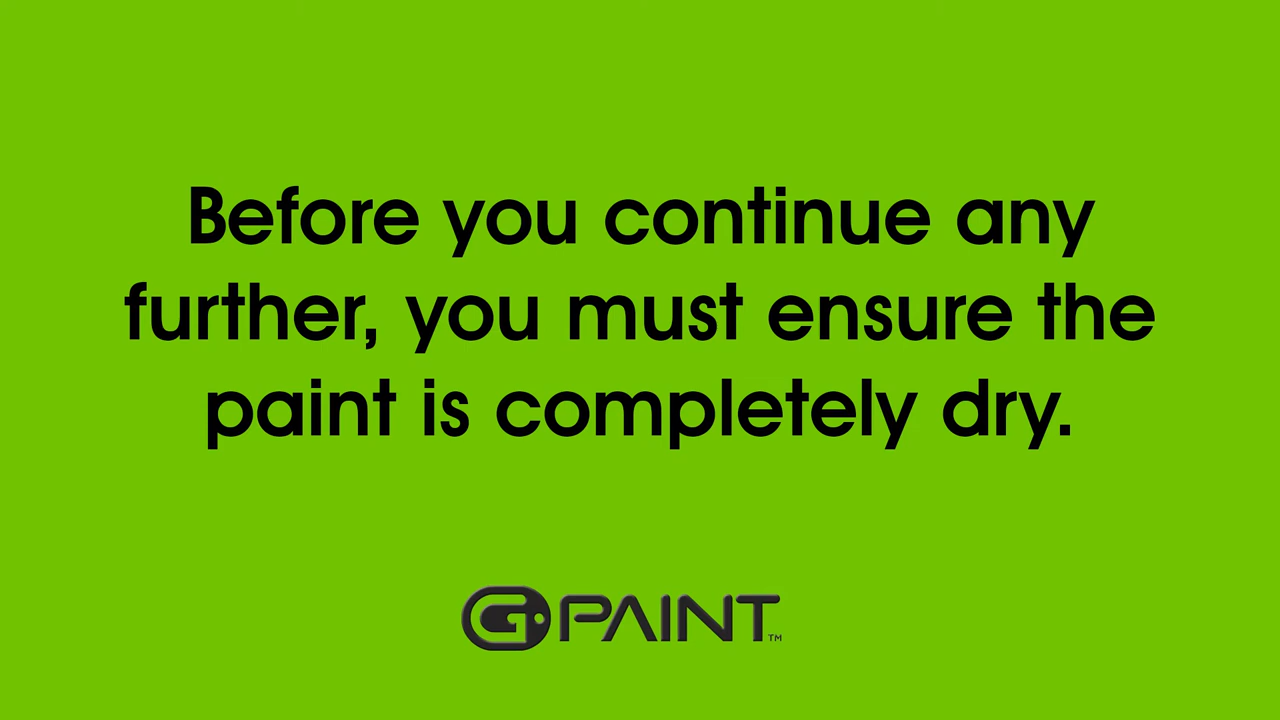 Before you continue any
further, you must ensure the
paint is completely dry.
G PAINT™